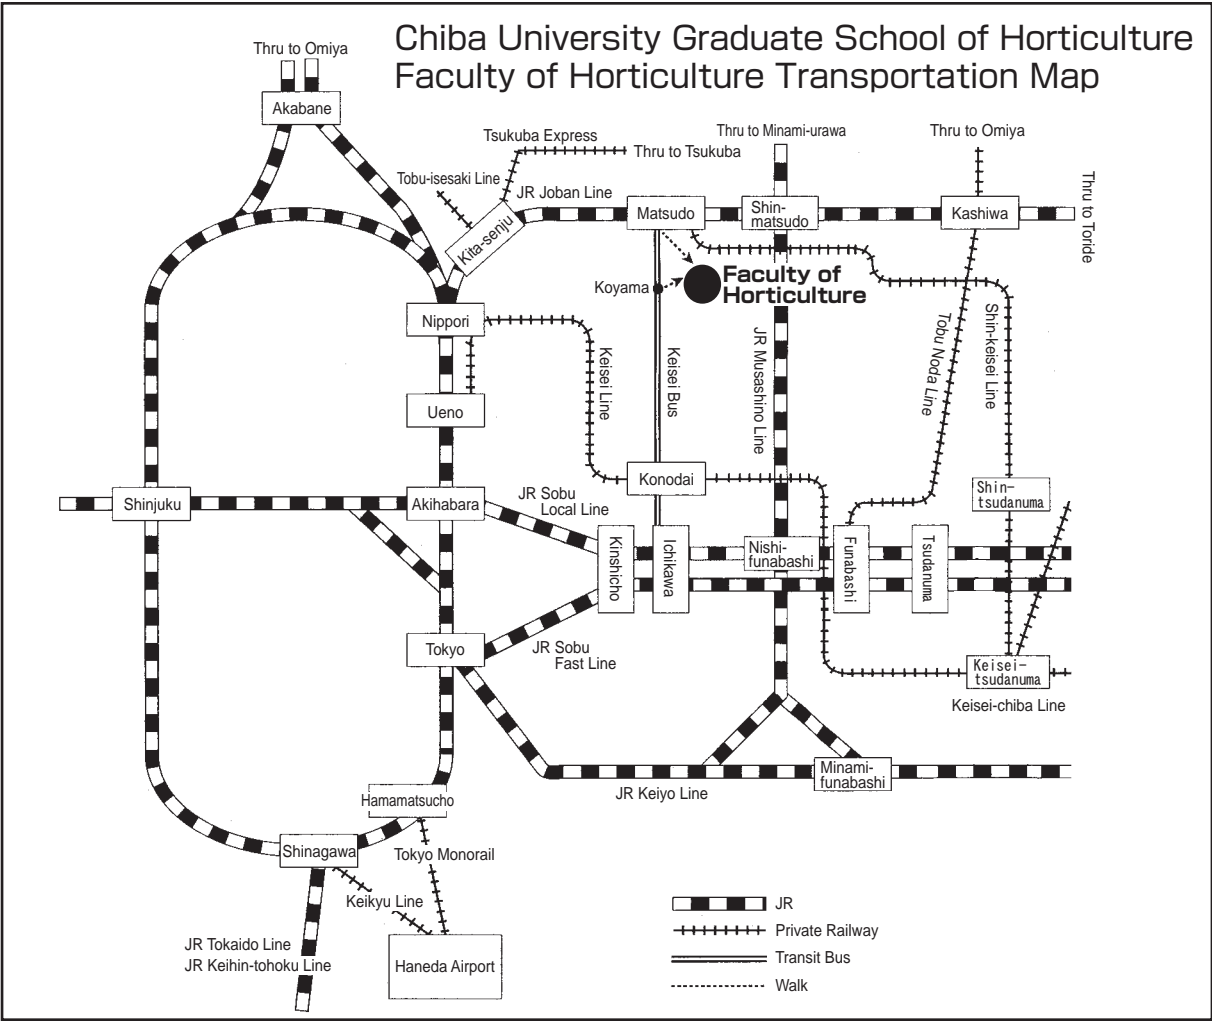 Chiba University Graduate School of Horticulture
Faculty of Horticulture Transportation Map
Thru to Omiya
Akabane
Tsukuba Express
Thru to Tsukuba
Thru to Minami-urawa
Thru to Omiya
Tobu-isesaki Line
JR Joban Line
Thru to Toride
Kita-senju
Matsudo
Shin-
matsudo
Kashiwa
Koyama
Faculty of
Horticulture
Nippori
Keisei Line
Keisei Bus
JR Musashino Line
Tobu Noda Line
Shin-keisei Line
Ueno
Konodai
Shinjuku
Akihabara
JR Sobu
Local Line
Shin-
tsudanuma
Kinshicho
Ichikawa
Nishi-
funabashi
Funabashi
Tsudanuma
Tokyo
JR Sobu
Fast Line
Keisei-
tsudanuma
Keisei-chiba Line
Minami-
funabashi
JR Keiyo Line
Hamamatsucho
Shinagawa
Tokyo Monorail
Keikyu Line
JR Tokaido Line
JR Keihin-tohoku Line
Haneda Airport
JR
Private Railway
Transit Bus
Walk